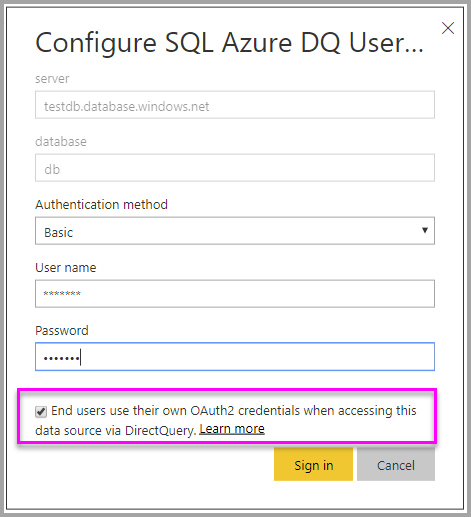 Configure SQL Azure DQ User...
server
testdb.database.windows.net
database
db
Authentication method
Basic
User name
*******
Password
•••••••
End users use their own OAuth2 credentials when accessing this
data source via DirectQuery. Learn more
Sign in
Cancel